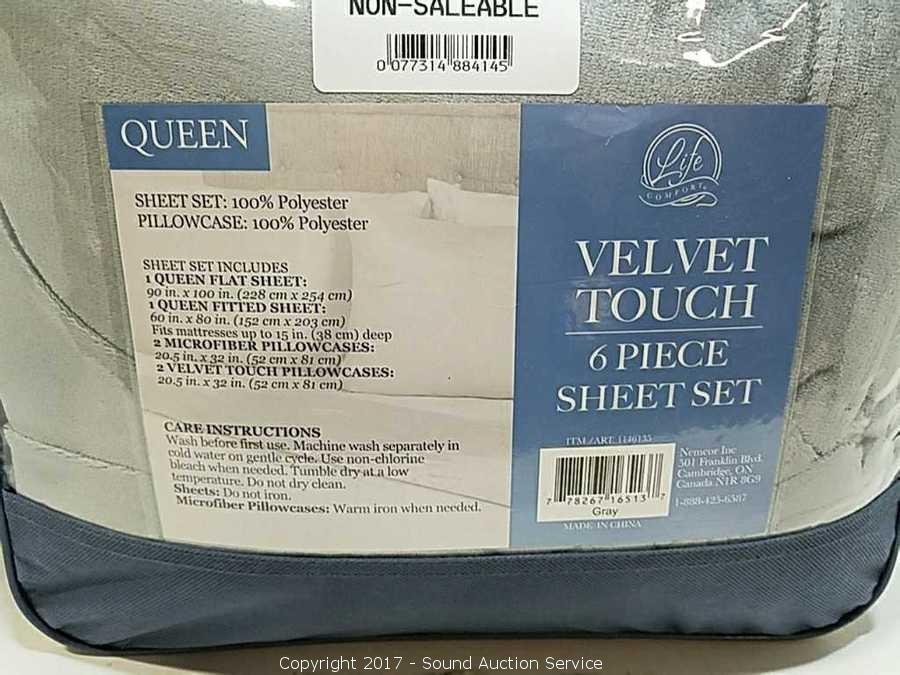 NON-SALEABLE
0 077314 884145
QUEEN
SHEET SET: 100% Polyester
PILLOWCASE: 100% Polyester
SHEET SET INCLUDES
1 QUEEN FLAT SHEET:
90 in. x 100 in. (228 cm x 254 cm)
1 QUEEN FITTED SHEET:
60 in. x 80 in. (152 cm x 203 cm)
Fits mattresses up to 15 in. (38 cm) deep
2 MICROFIBER PILLOWCASES:
20.5 in. x 32 in. (52 cm x 81 cm)
2 VELVET TOUCH PILLOWCASES:
20.5 in. x 32 in. (52 cm x 81 cm)
CARE INSTRUCTIONS
Wash before first use. Machine wash separately in
cold water on gentle cycle. Use non-chlorine
bleach when needed. Tumble dry at a low
temperature. Do not dry clean.
Sheets: Do not iron.
Microfiber Pillowcases: Warm iron when needed.
Life
COMFORT
VELVET
TOUCH
6 PIECE
SHEET SET
ITM./ART. 1146135
7 78267 16513 7
Gray
MADE IN CHINA
Nemcor Inc
501 Franklin Blvd.
Cambridge, ON
Canada N1R 8G9
1-888-425-6387
Copyright 2017 - Sound Auction Service